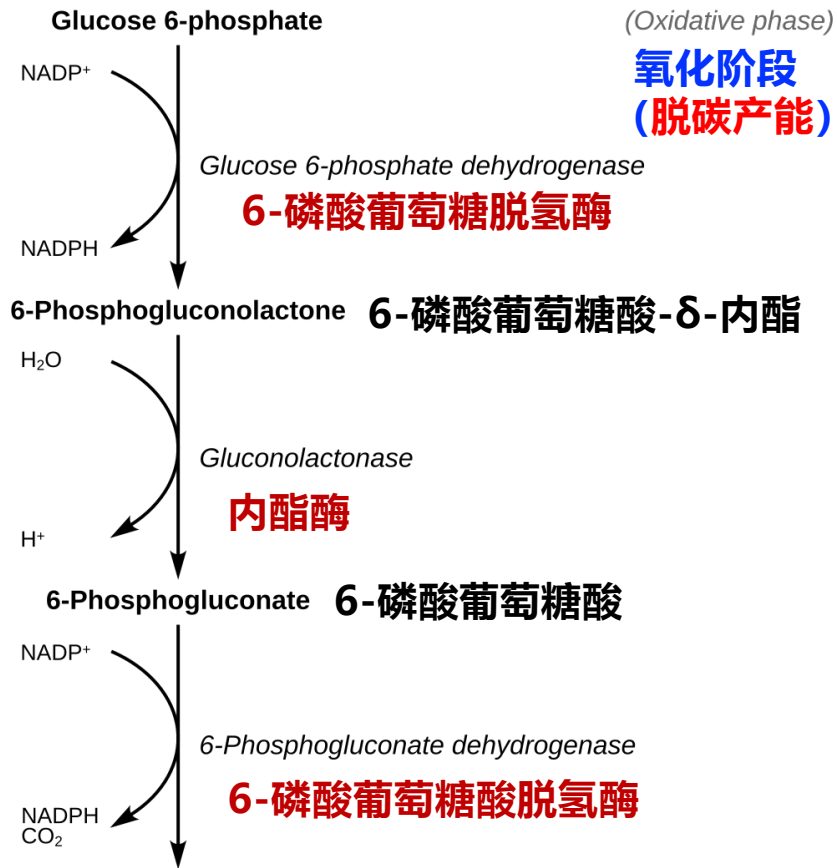 Glucose 6-phosphate
(Oxidative phase)
氧化阶段
(脱碳产能)
NADP⁺
Glucose 6-phosphate dehydrogenase
6-磷酸葡萄糖脱氢酶
NADPH
6-Phosphogluconolactone
6-磷酸葡萄糖酸-δ-内酯
H₂O
Gluconolactonase
内酯酶
H⁺
6-Phosphogluconate
6-磷酸葡萄糖酸
NADP⁺
6-Phosphogluconate dehydrogenase
6-磷酸葡萄糖酸脱氢酶
NADPH
CO₂